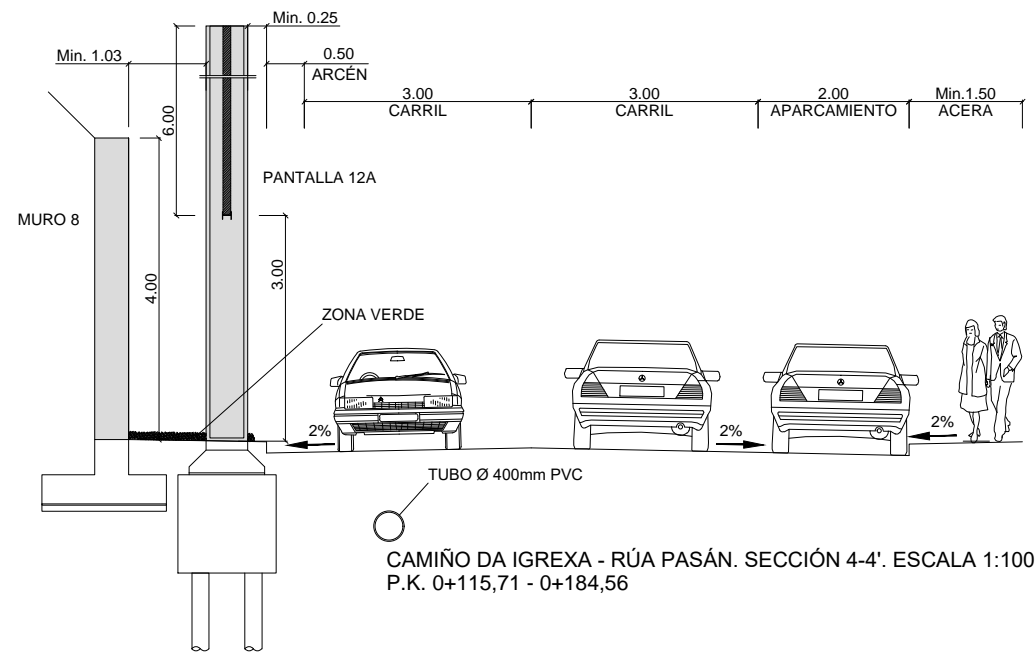 Min. 0.25
Min. 1.03
0.50
ARCÉN
3.00
CARRIL
3.00
CARRIL
2.00
APARCAMIENTO
Min.1.50
ACERA
6.00
PANTALLA 12A
MURO 8
4.00
3.00
ZONA VERDE
2%
2%
2%
TUBO Ø 400mm PVC
CAMIÑO DA IGREXA - RÚA PASÁN. SECCIÓN 4-4'. ESCALA 1:100
P.K. 0+115,71 - 0+184,56